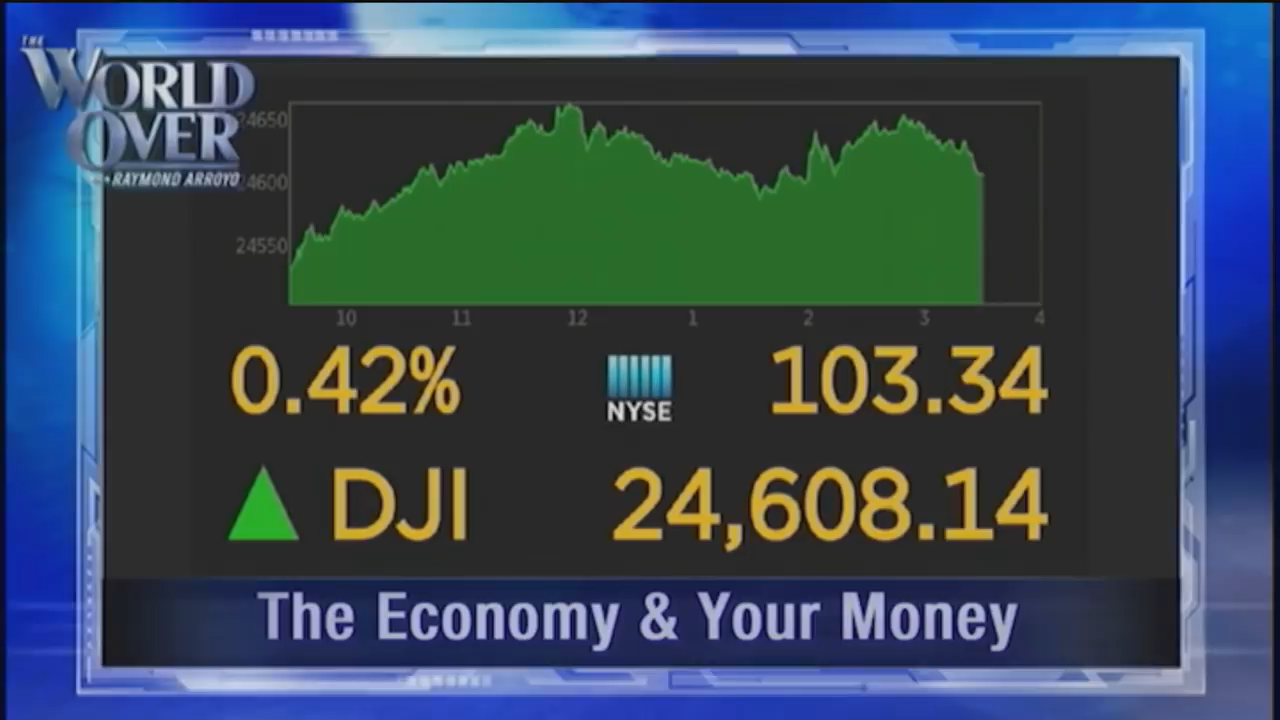 THE
WORLD
OVER
RAYMOND ARROYO
24650
24600
24550
10 11 12 1 2 3 4
0.42% NYSE 103.34
DJI 24,608.14
The Economy & Your Money